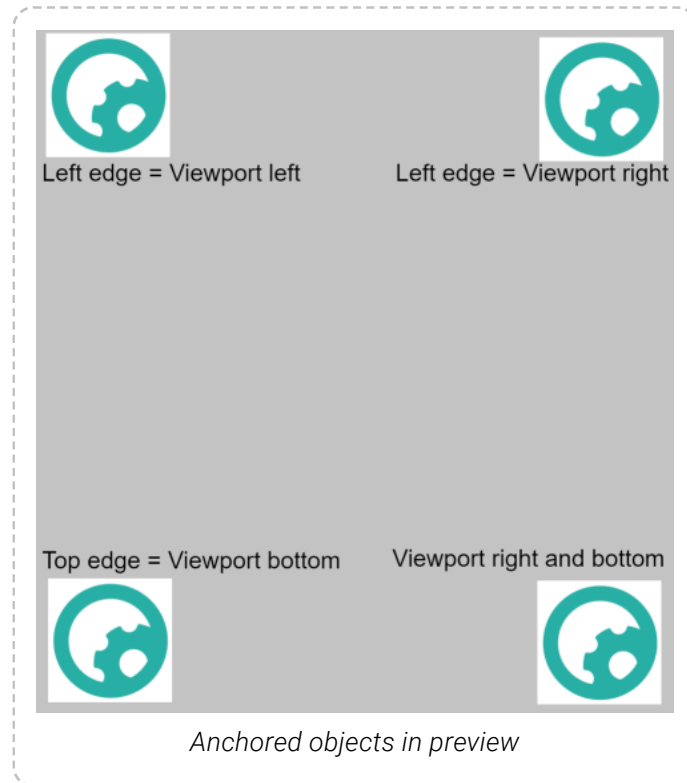 Left edge = Viewport left
Left edge = Viewport right
Top edge = Viewport bottom
Viewport right and bottom
Anchored objects in preview